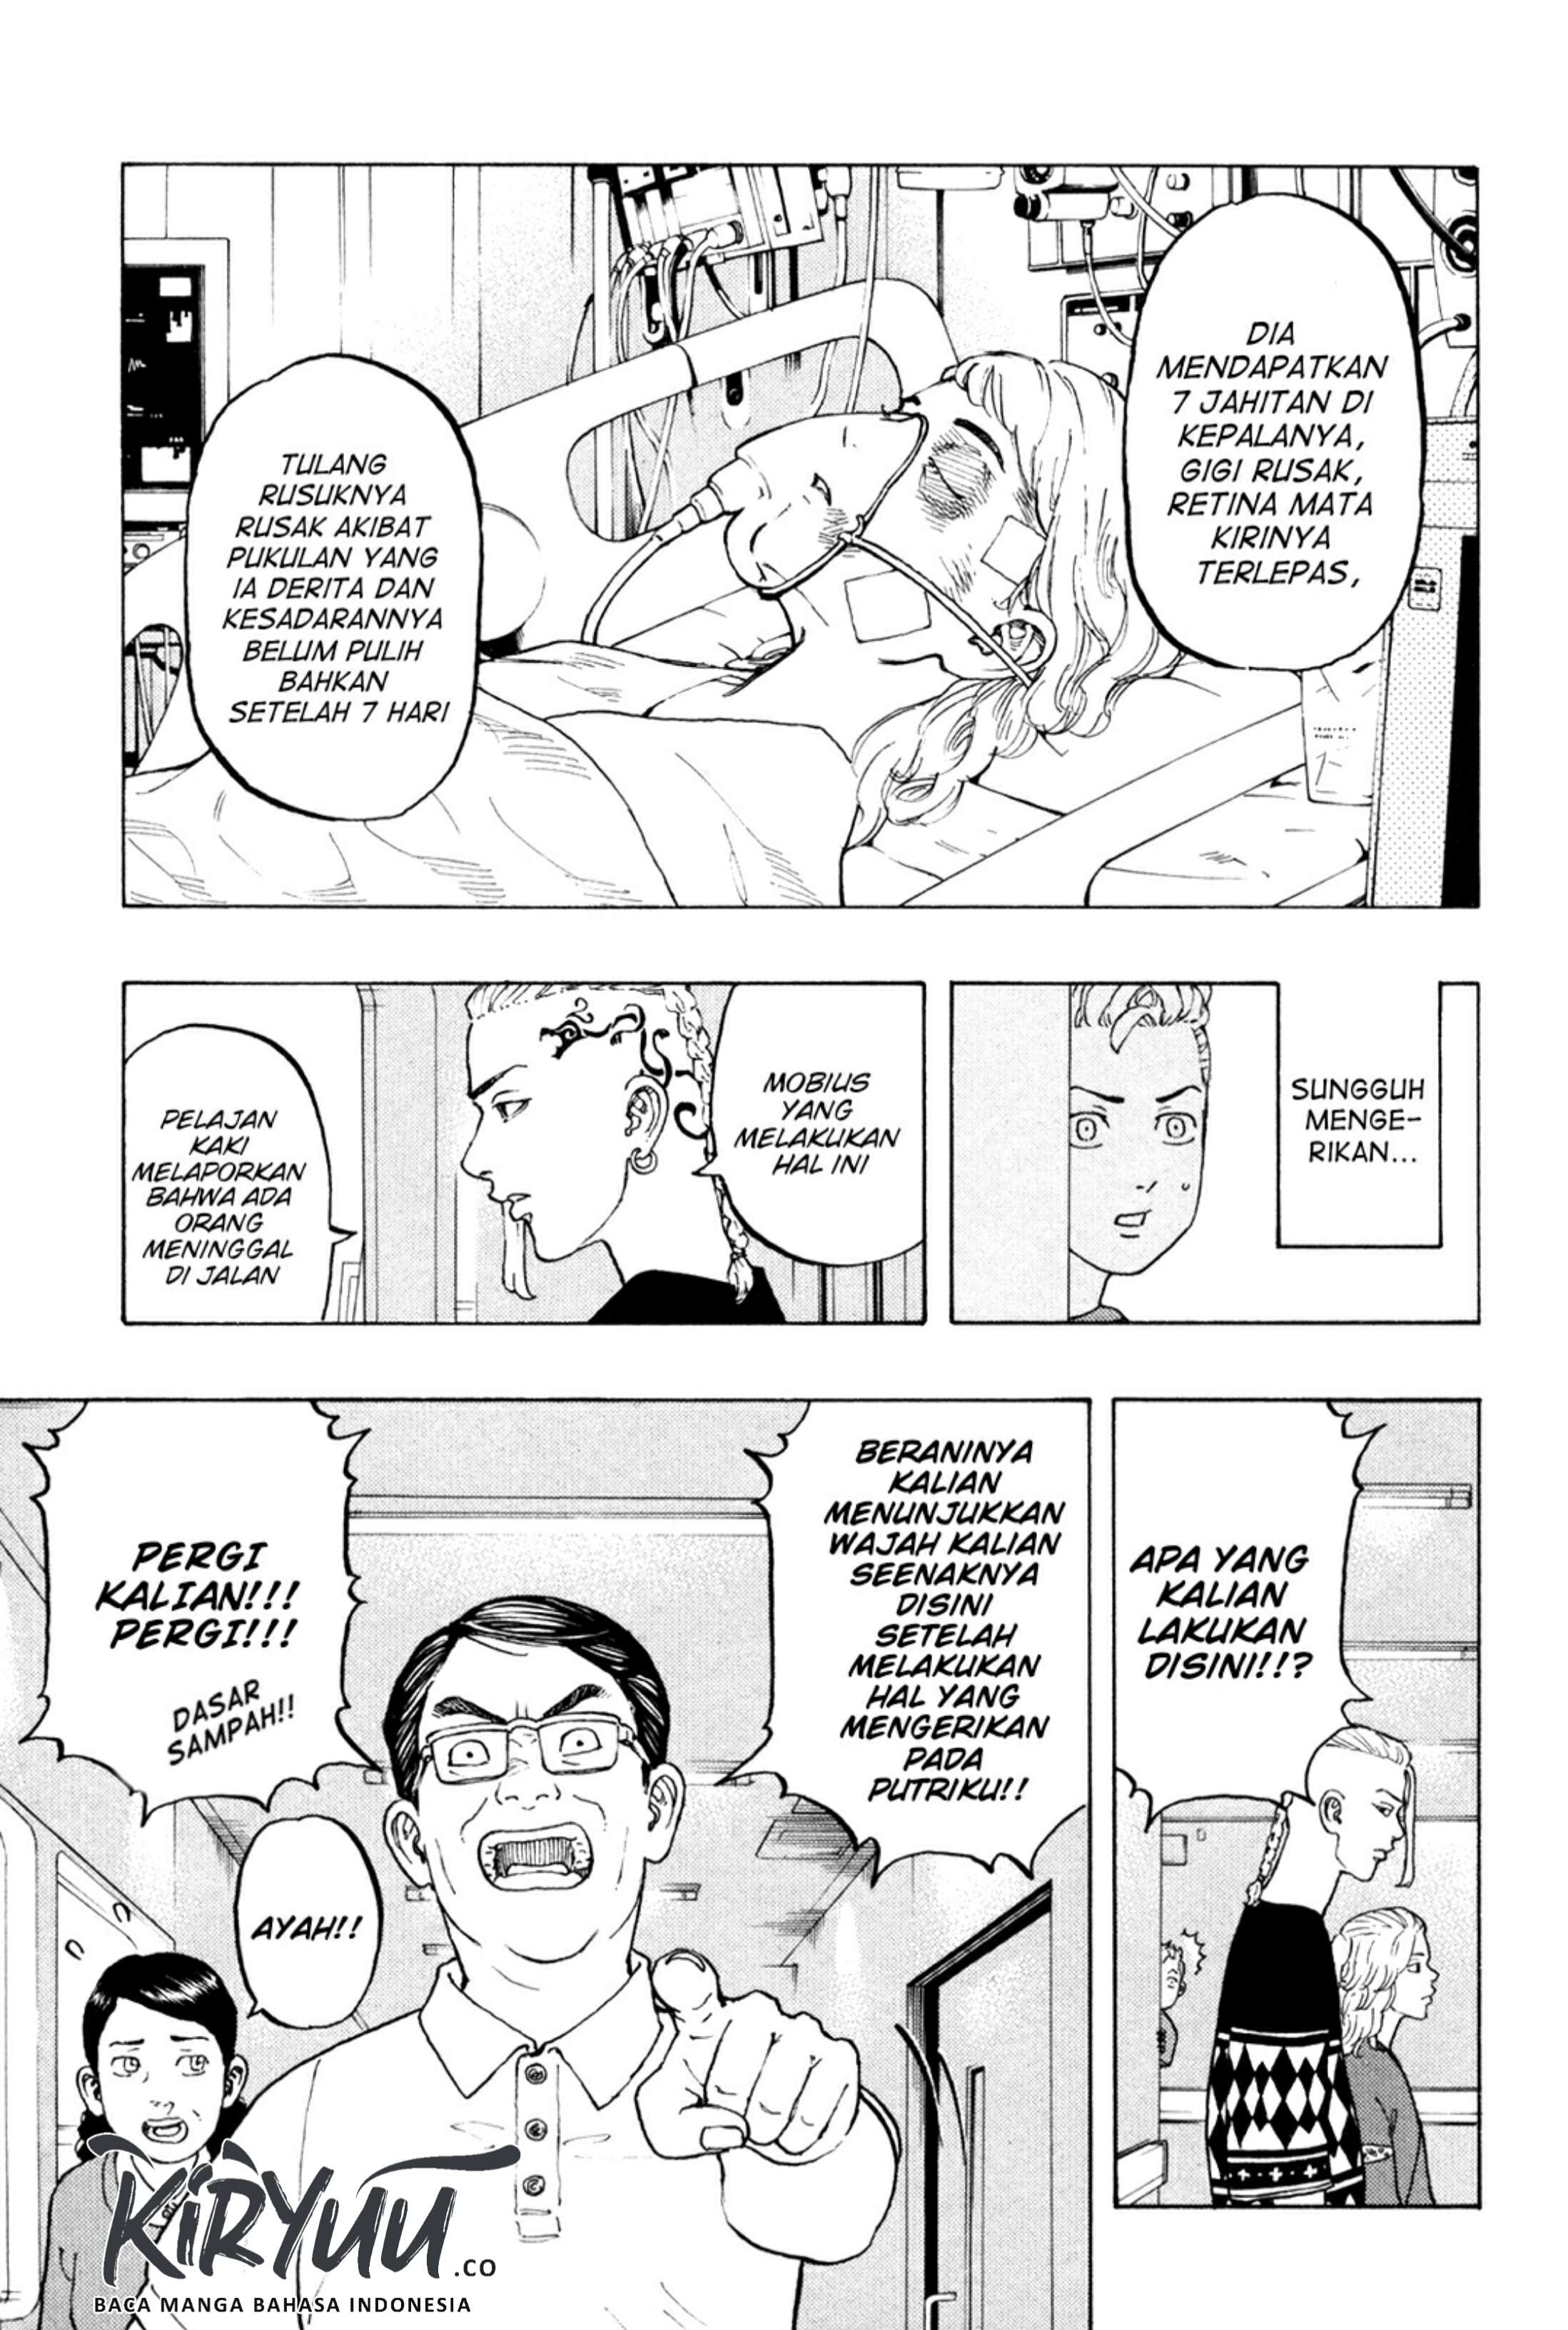 DIA
MENDAPATKAN
7 JAHITAN DI
KEPALANYA,
GIGI RUSAK,
RETINA MATA
KIRINYA
TERLEPAS,
TULANG
RUSUKNYA
RUSAK AKIBAT
PUKULAN YANG
IA DERITA DAN
KESADARANNYA
BELUM PULIH
BAHKAN
SETELAH 7 HARI
SUNGGUH
MENGE-
RIKAN...
MOBIUS
YANG
MELAKUKAN
HAL INI
PELAJAN
KAKI
MELAPORKAN
BAHWA ADA
ORANG
MENINGGAL
DI JALAN
APA YANG
KALIAN
LAKUKAN
DISINI!!?
BERANINYA
KALIAN
MENUNJUKKAN
WAJAH KALIAN
SEENAKNYA
DISINI
SETELAH
MELAKUKAN
HAL YANG
MENGERIKAN
PADA
PUTRIKU!!
PERGI
KALIAN!!!
PERGI!!!
DASAR
SAMPAH!!
AYAH!!
KIRYUU.CO
BACA MANGA BAHASA INDONESIA